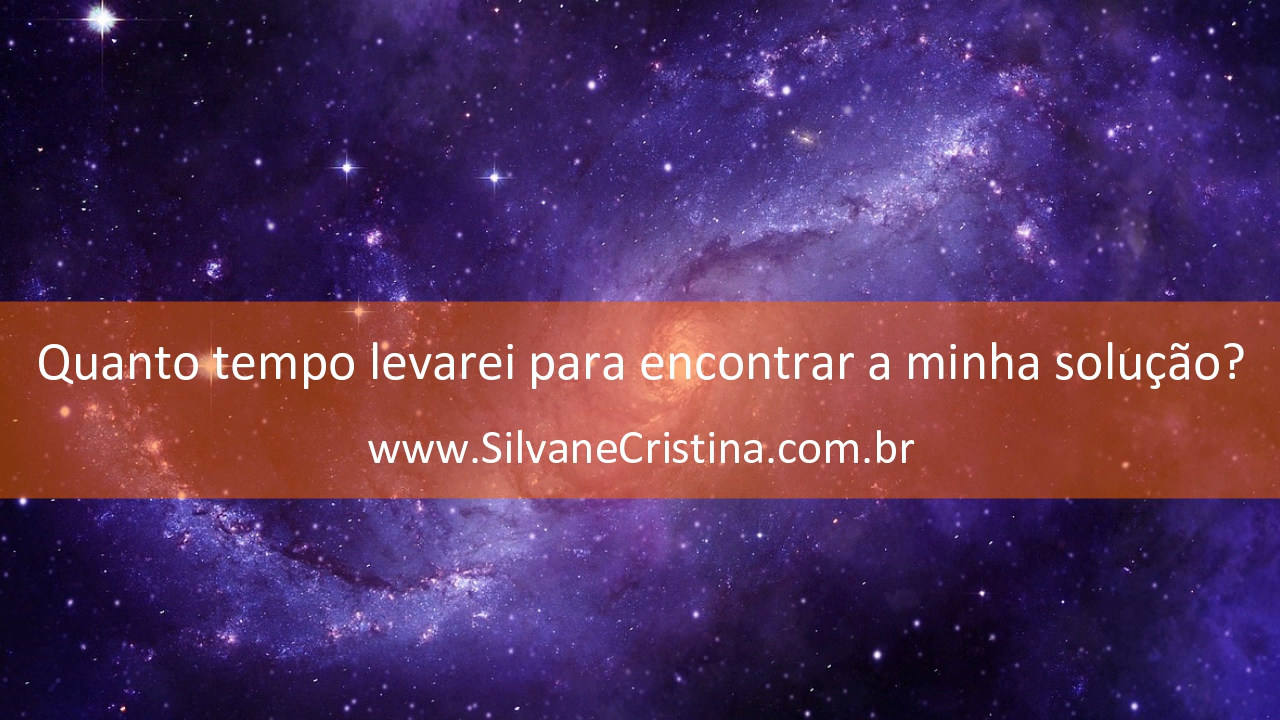 Quanto tempo levarei para encontrar a minha solução?
www.SilvaneCristina.com.br